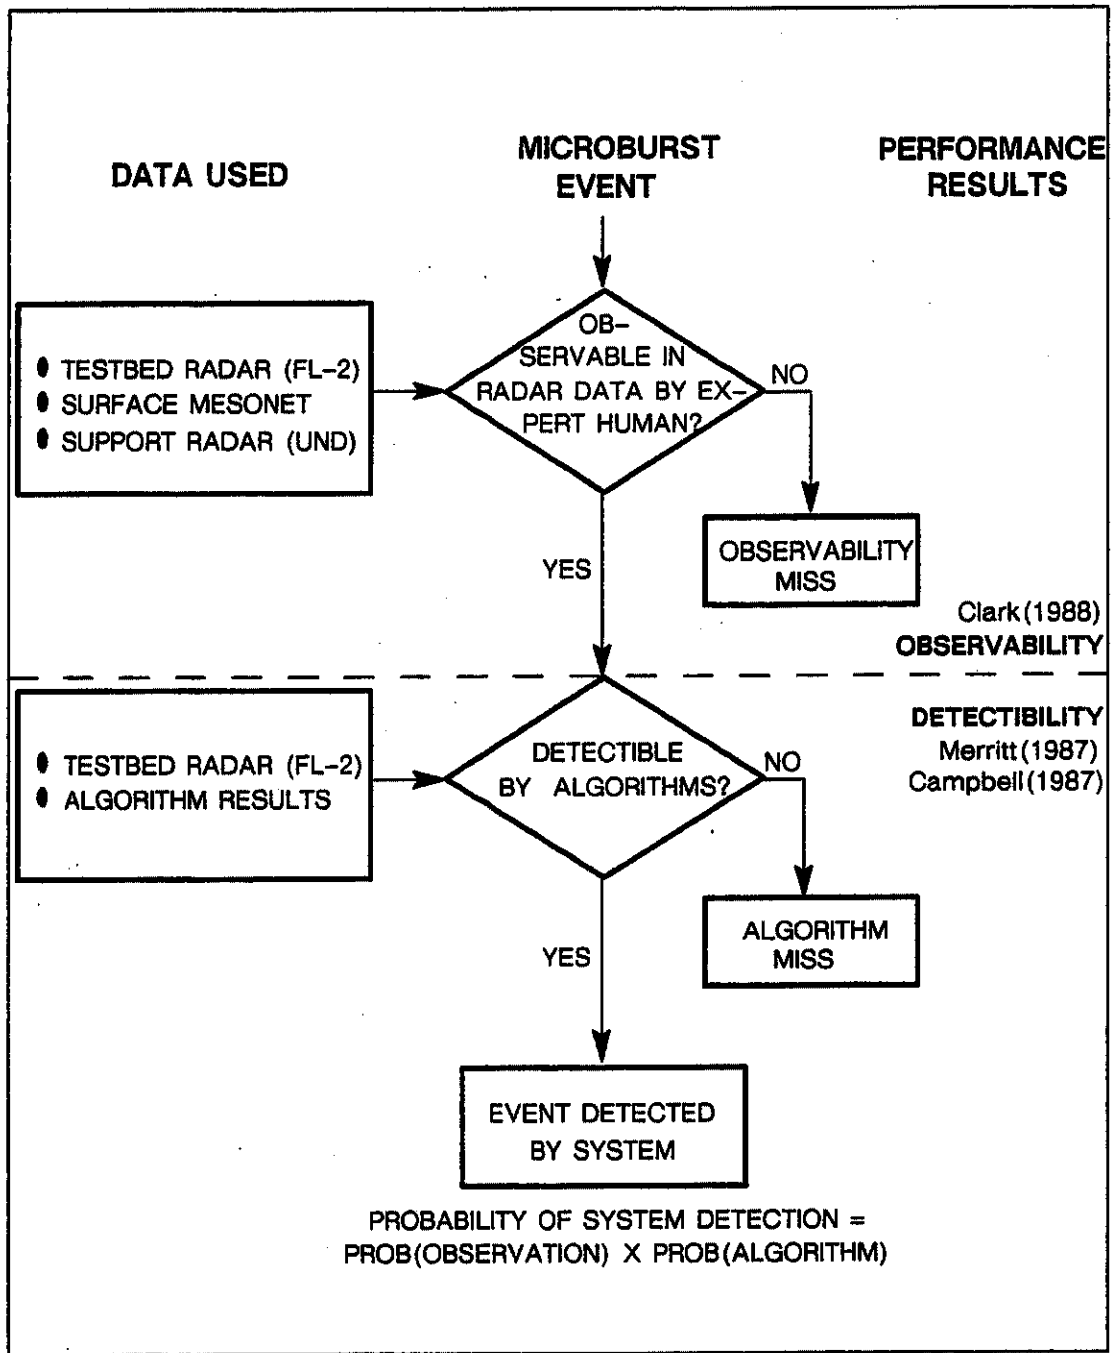 DATA USED
MICROBURST
EVENT
PERFORMANCE
RESULTS
● TESTBED RADAR (FL-2)
● SURFACE MESONET
● SUPPORT RADAR (UND)
OB-
SERVABLE IN
RADAR DATA BY EX-
PERT HUMAN?
NO
OBSERVABILITY
MISS
YES
Clark(1988)
OBSERVABILITY
DETECTIBILITY
Merritt(1987)
Campbell(1987)
● TESTBED RADAR (FL-2)
● ALGORITHM RESULTS
DETECTIBLE
BY ALGORITHMS?
NO
ALGORITHM
MISS
YES
EVENT DETECTED
BY SYSTEM
PROBABILITY OF SYSTEM DETECTION =
PROB(OBSERVATION) X PROB(ALGORITHM)